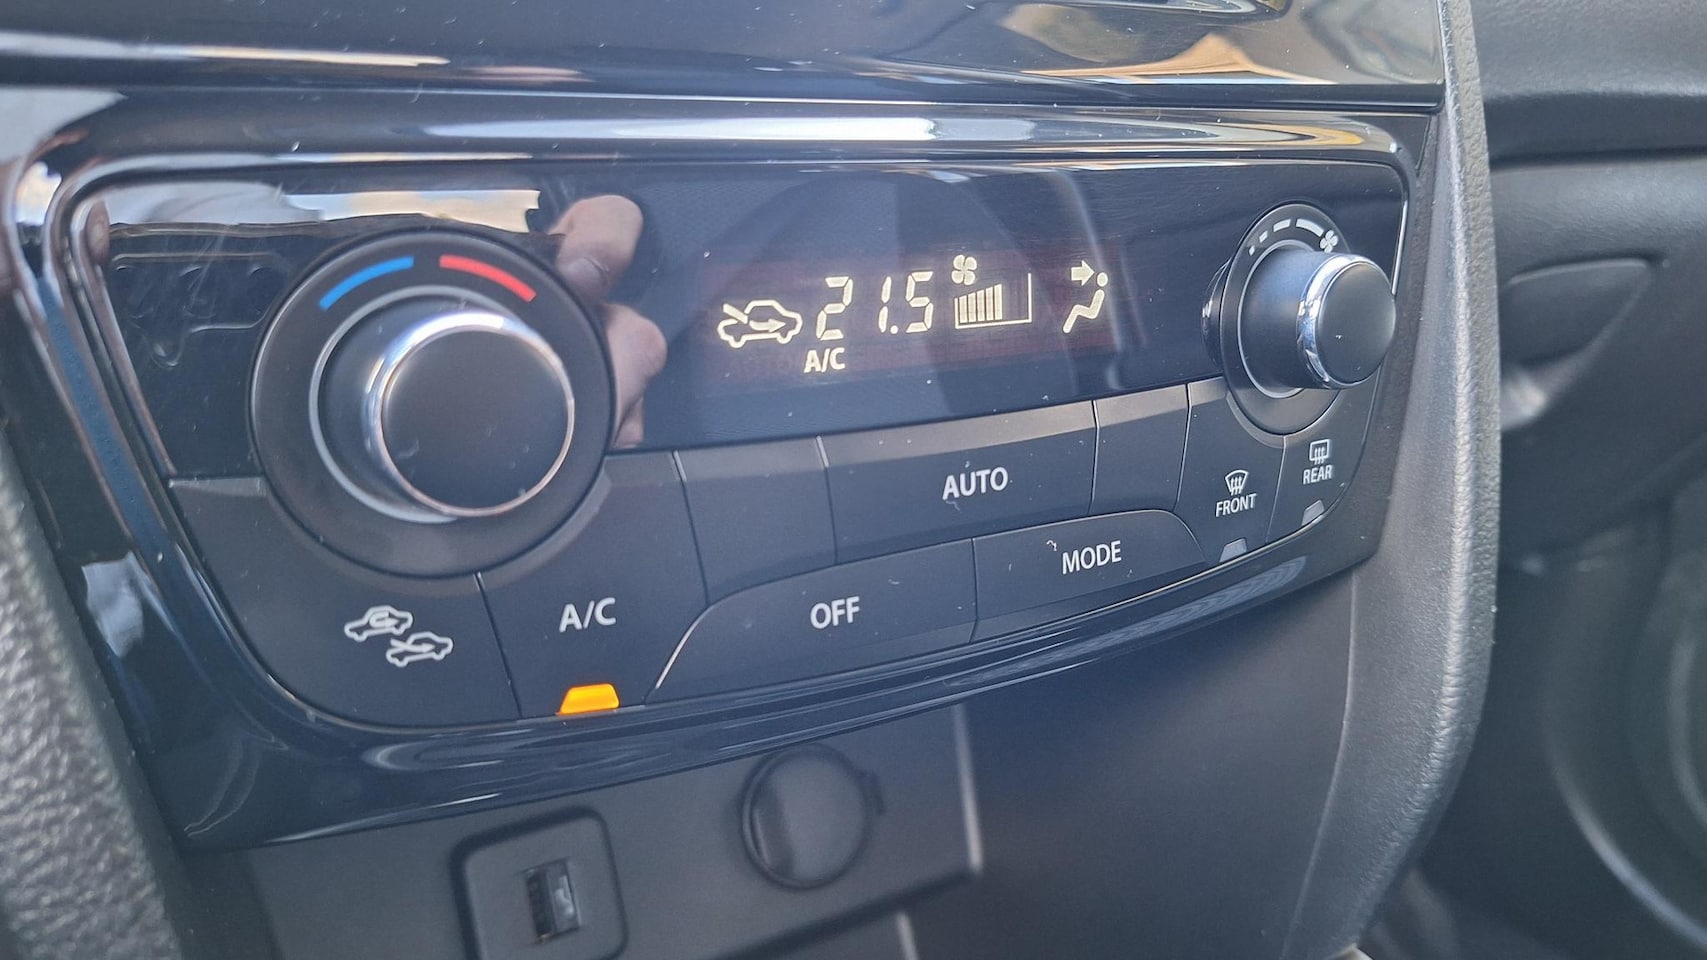 21.5
A/C
AUTO
FRONT
REAR
A/C
OFF
MODE